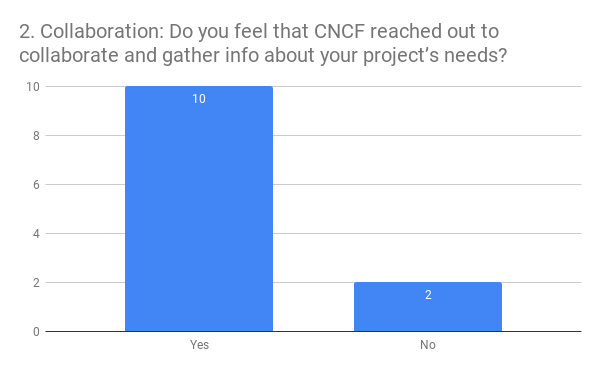 2. Collaboration: Do you feel that CNCF reached out to
collaborate and gather info about your project’s needs?
10
8
6
4
2
0
10
2
Yes
No